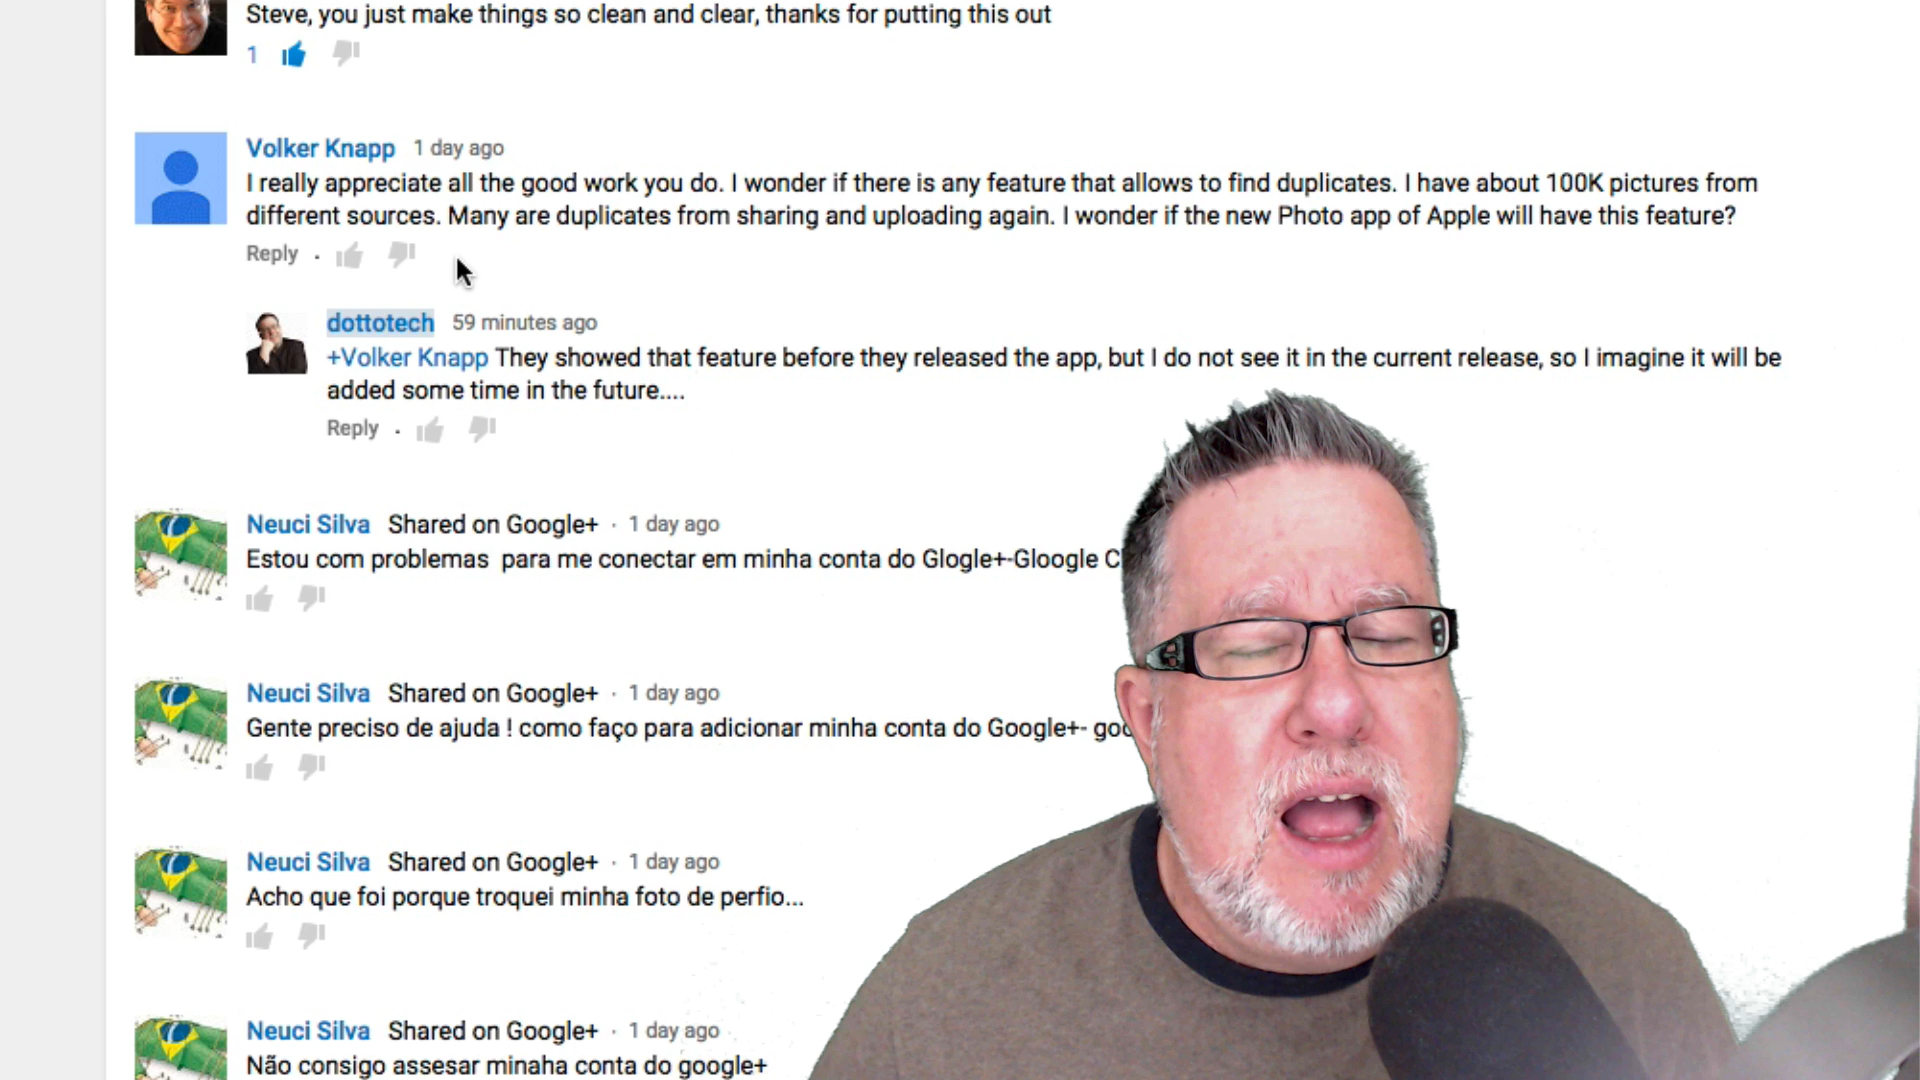 Steve, you just make things so clean and clear, thanks for putting this out
1
Volker Knapp 1 day ago
I really appreciate all the good work you do. I wonder if there is any feature that allows to find duplicates. I have about 100K pictures from
different sources. Many are duplicates from sharing and uploading again. I wonder if the new Photo app of Apple will have this feature?
Reply .
dottotech 59 minutes ago
+Volker Knapp They showed that feature before they released the app, but I do not see it in the current release, so I imagine it will be
added some time in the future....
Reply .
Neuci Silva Shared on Google+ · 1 day ago
Estou com problemas para me conectar em minha conta do Glogle+-Gloogle
Neuci Silva Shared on Google+ · 1 day ago
Gente preciso de ajuda ! como faço para adicionar minha conta do Google+-
Neuci Silva Shared on Google+ · 1 day ago
Acho que foi porque troquei minha foto de perfio...
Neuci Silva Shared on Google+ · 1 day ago
Não consigo assesar minaha conta do google+